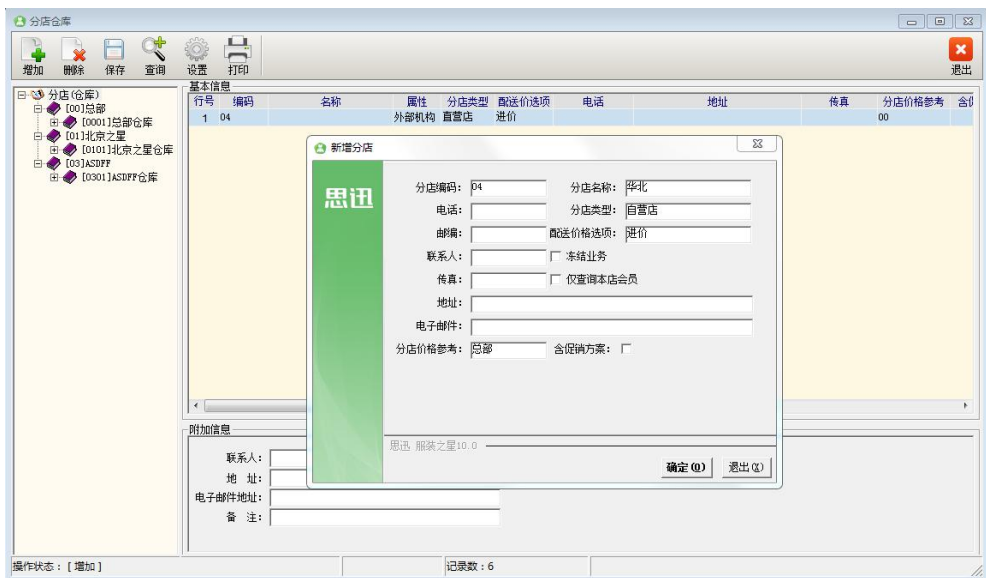 分店仓库
增加 删除 保存 查询 设置 打印 退出
分店(仓库)
[00]总部
[0001]总部仓库
[01]北京之星
[0101]北京之星仓库
[03]ASDFF
[0301]ASDFF仓库
基本信息
行号 编码 名称 属性 分店类型 配送价选项 电话 地址 传真 分店价格参考
1 04 外部机构 直营店 进价 00
新增分店
思迅
分店编码: 04 分店名称: 华北
电话: 分店类型: 自营店
邮编: 配送价格选项: 进价
联系人: 冻结业务
传真: 仅查询本店会员
地址:
电子邮件:
分店价格参考: 总部 含促销方案:
思迅 服装之星10.0
确定(O) 退出(X)
附加信息
联系人:
地 址:
电子邮件地址:
备 注:
操作状态:[增加] 记录数:6